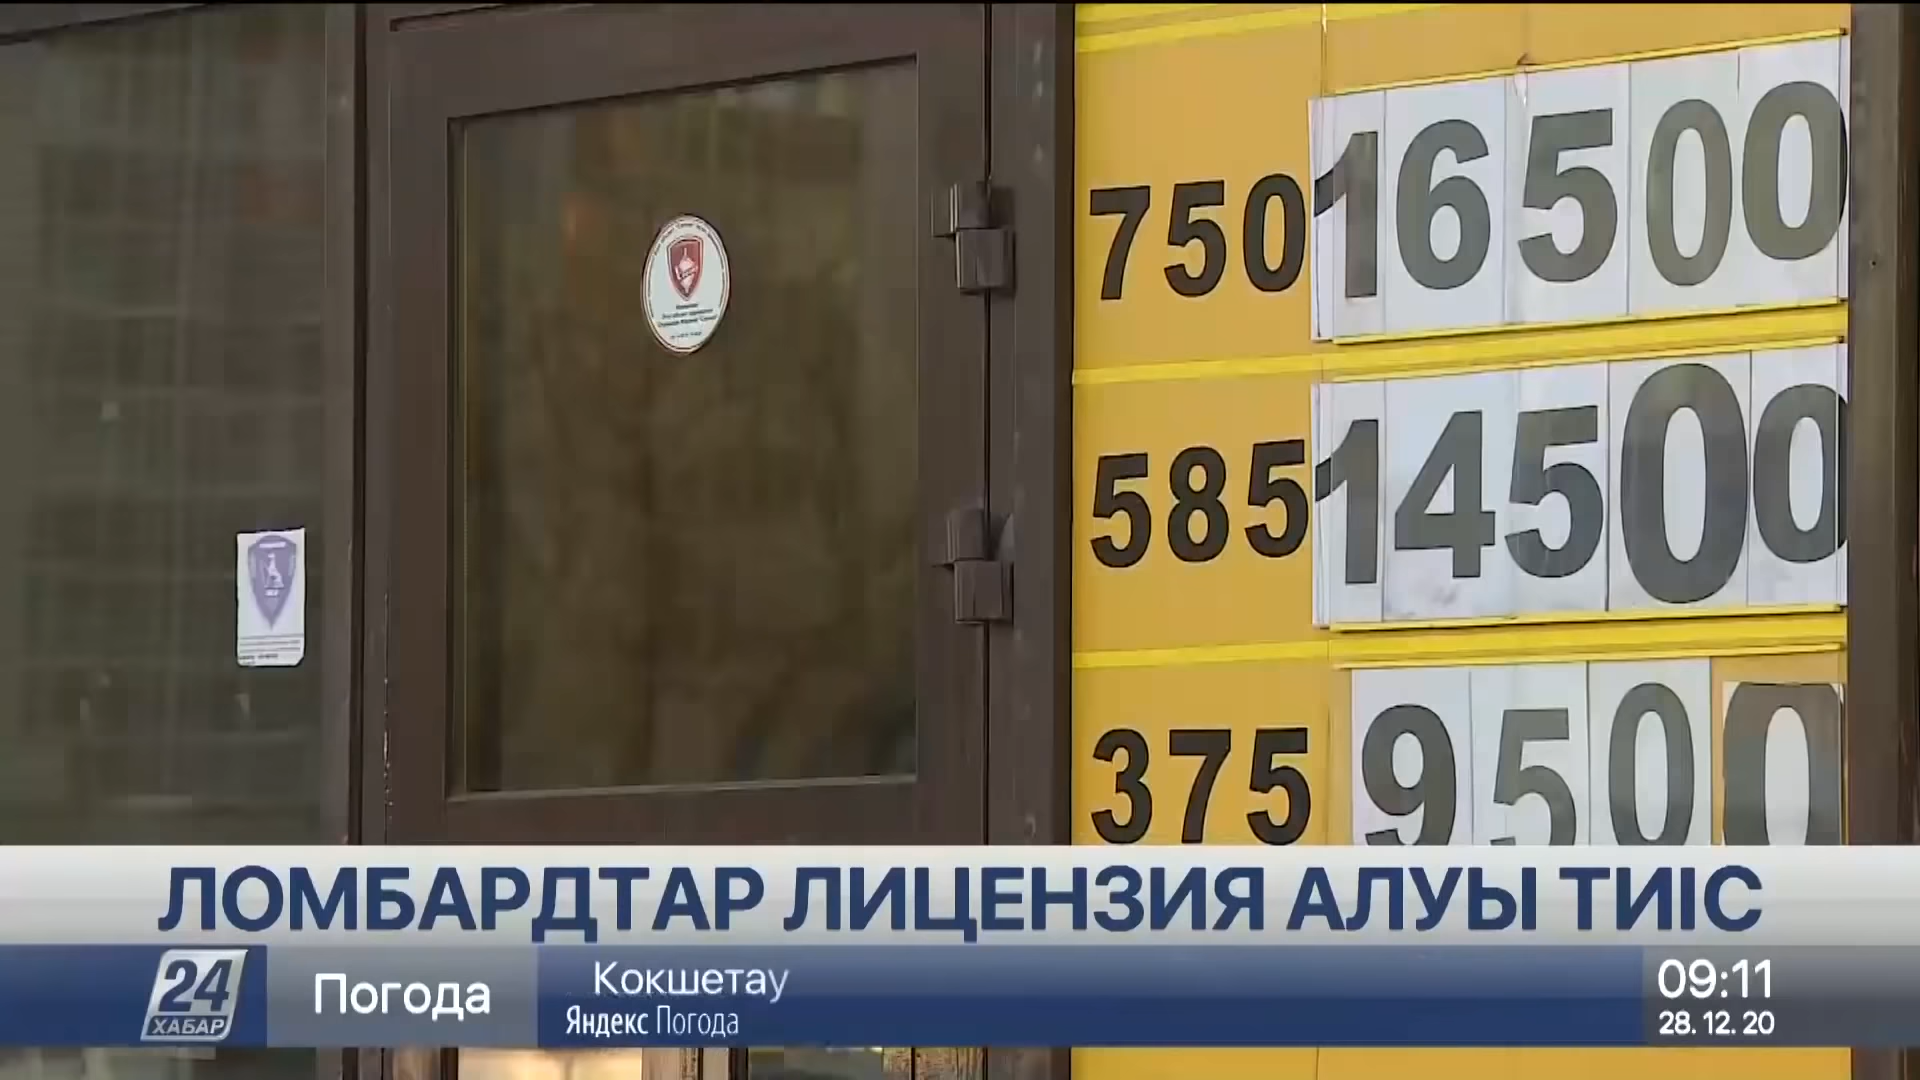 750 16500
585 14500
375 9500
ЛОМБАРДТАР ЛИЦЕНЗИЯ АЛУЫ ТИІС
24 ХАБАР
Погода
Кокшетау
Яндекс Погода
09:11
28. 12. 20